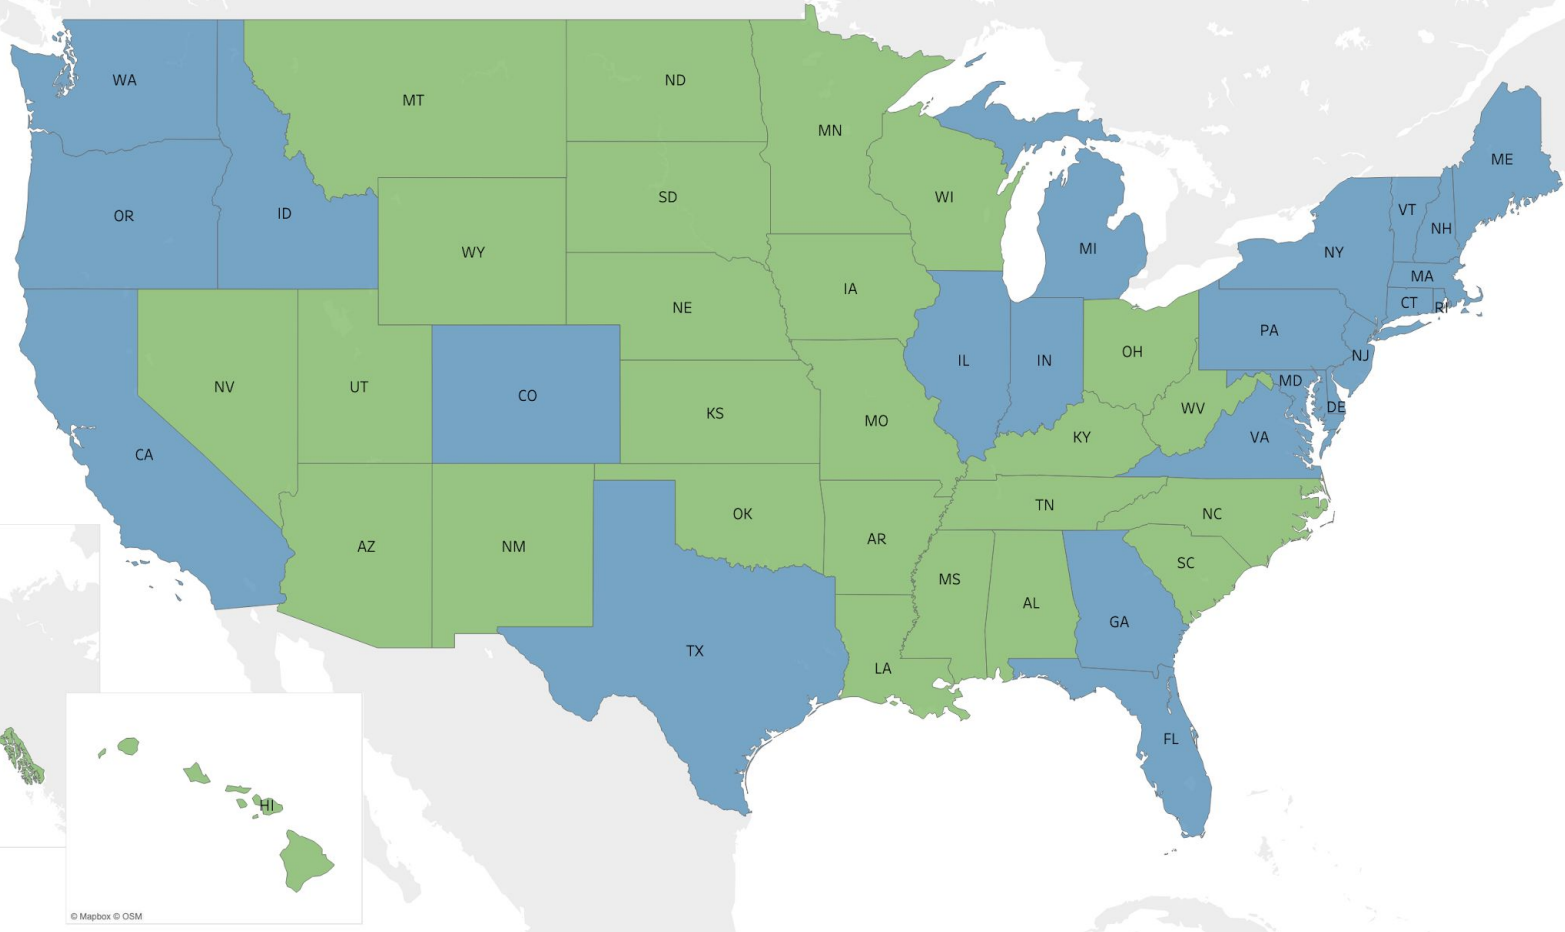 WA
MT
ND
MN
ME
OR
ID
SD
WI
VT
NH
MI
WY
NY
MA
IA
NE
CT
RI
PA
NV
UT
CO
IL
IN
OH
NJ
MD
KS
MO
WV
DE
CA
KY
VA
OK
TN
NC
AZ
NM
AR
SC
MS
AL
GA
TX
LA
FL
HI
© Mapbox © OSM